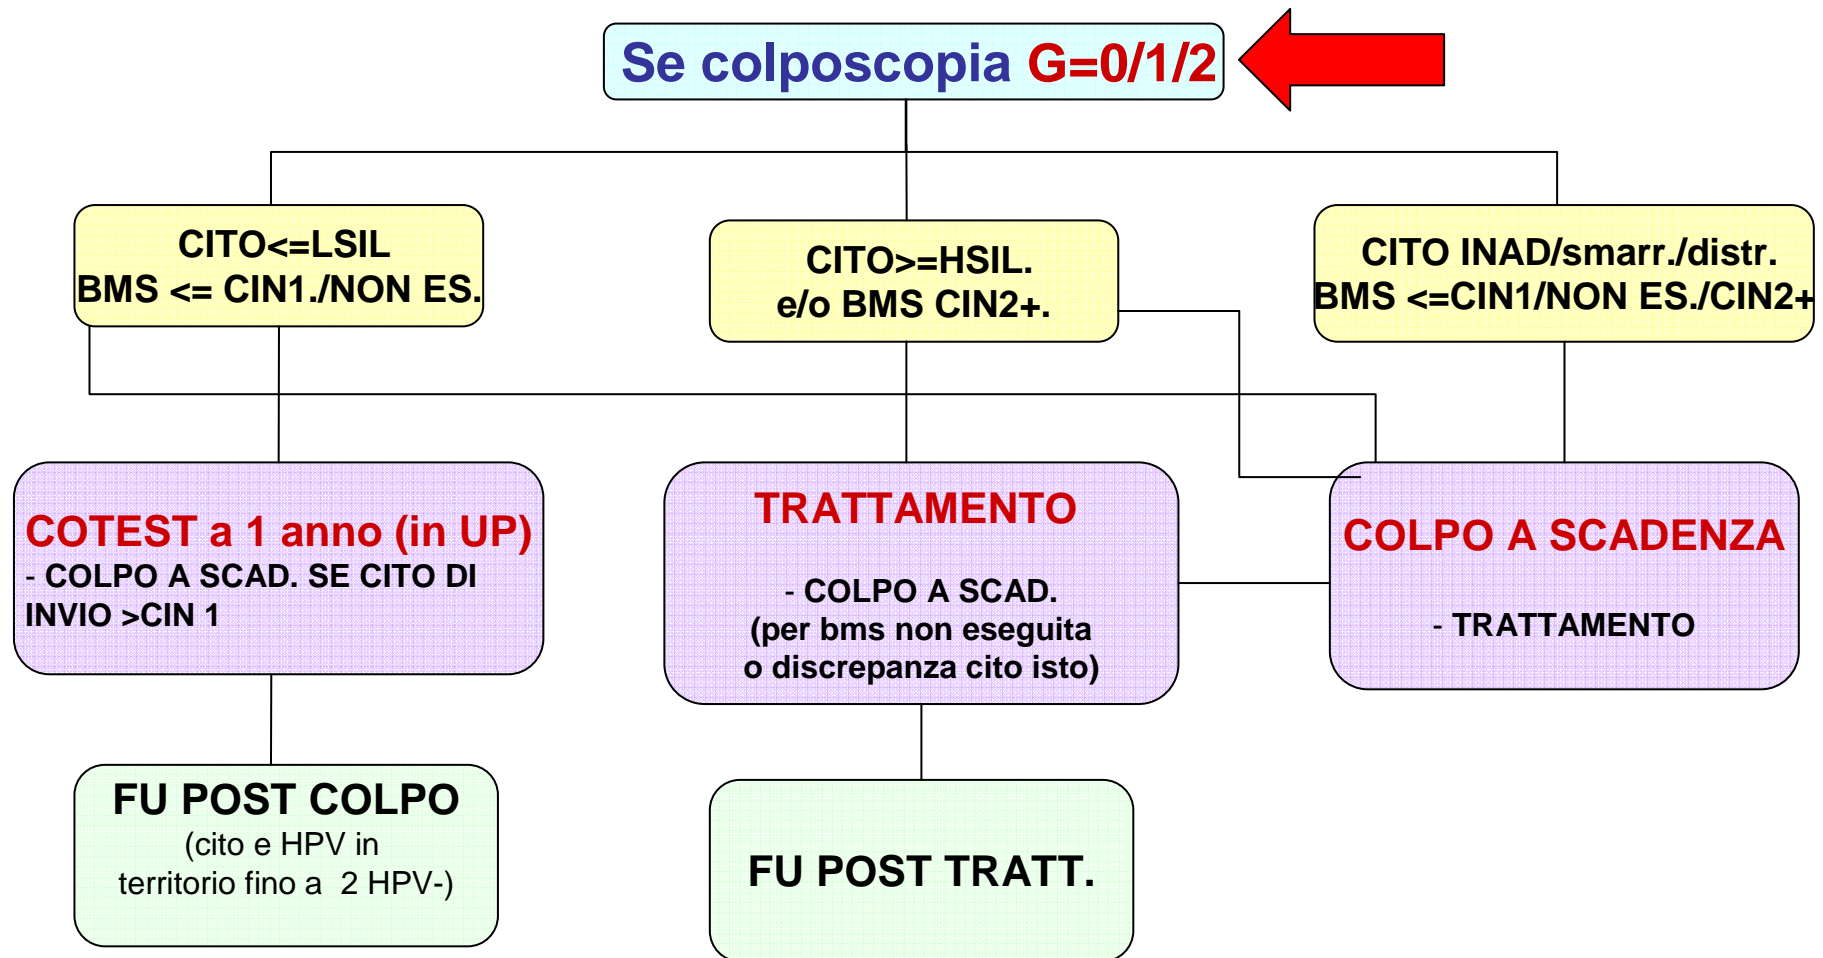 Se colposcopia G=0/1/2
CITO<=LSIL
BMS <= CIN1./NON ES.
CITO>=HSIL.
e/o BMS CIN2+.
CITO INAD/smarr./distr.
BMS <=CIN1/NON ES./CIN2+
COTEST a 1 anno (in UP)
- COLPO A SCAD. SE CITO DI
INVIO >CIN 1
TRATTAMENTO
- COLPO A SCAD.
(per bms non eseguita
o discrepanza cito isto)
COLPO A SCADENZA
- TRATTAMENTO
FU POST COLPO
(cito e HPV in
territorio fino a 2 HPV-)
FU POST TRATT.